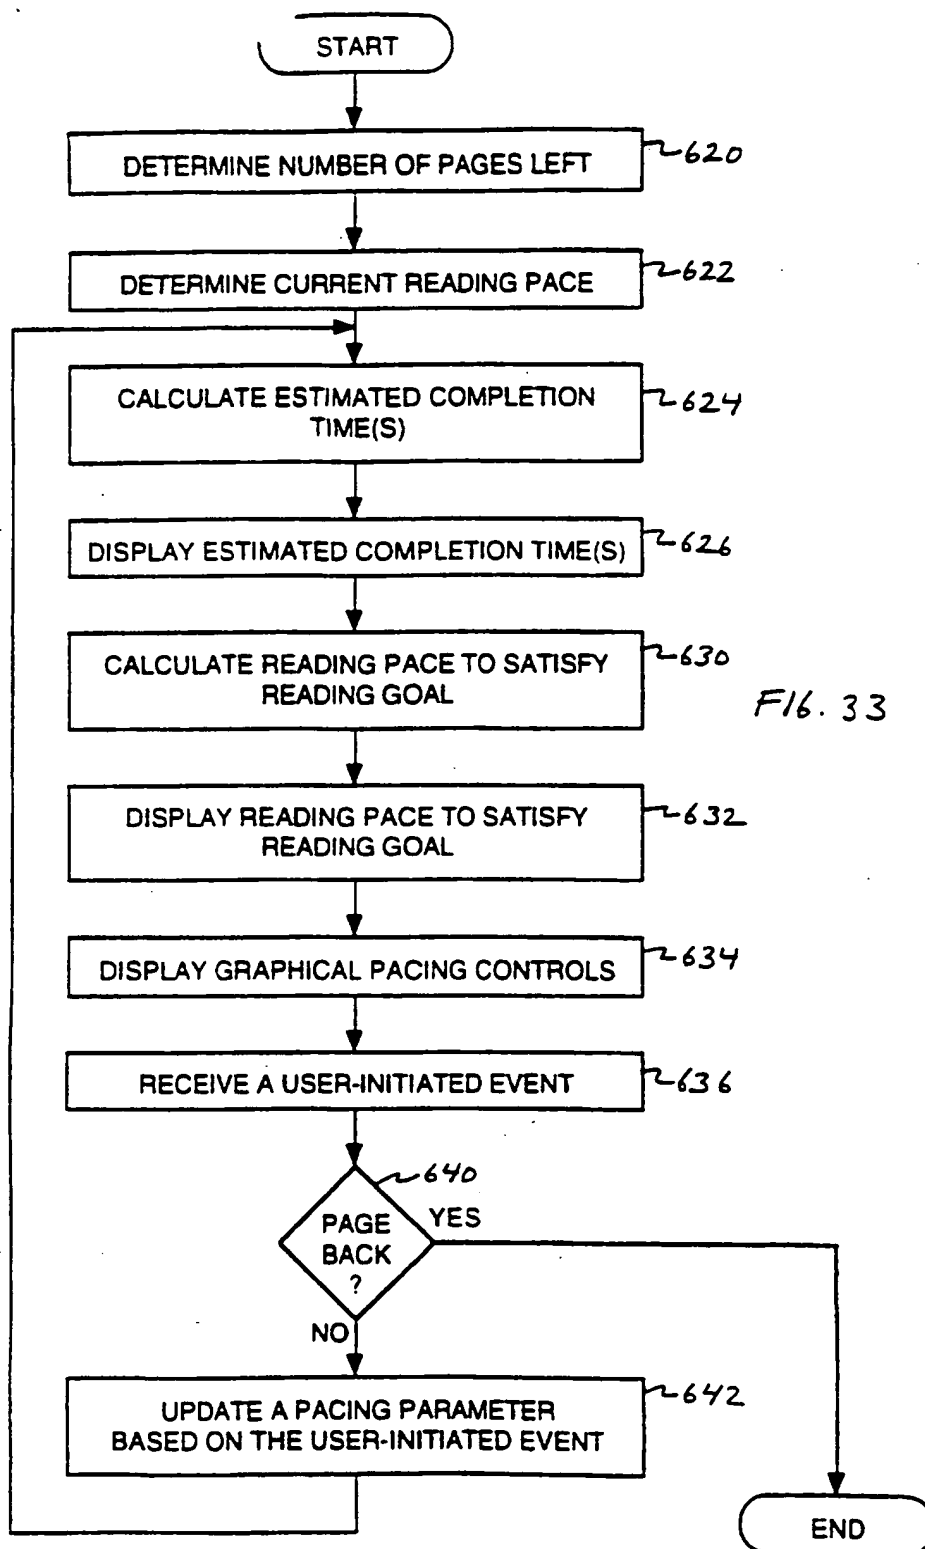 START
DETERMINE NUMBER OF PAGES LEFT
620
DETERMINE CURRENT READING PACE
622
CALCULATE ESTIMATED COMPLETION
TIME(S)
624
DISPLAY ESTIMATED COMPLETION TIME(S)
626
CALCULATE READING PACE TO SATISFY
READING GOAL
630
FIG. 33
DISPLAY READING PACE TO SATISFY
READING GOAL
632
DISPLAY GRAPHICAL PACING CONTROLS
634
RECEIVE A USER-INITIATED EVENT
636
640
PAGE
BACK
?
YES
NO
UPDATE A PACING PARAMETER
BASED ON THE USER-INITIATED EVENT
642
END